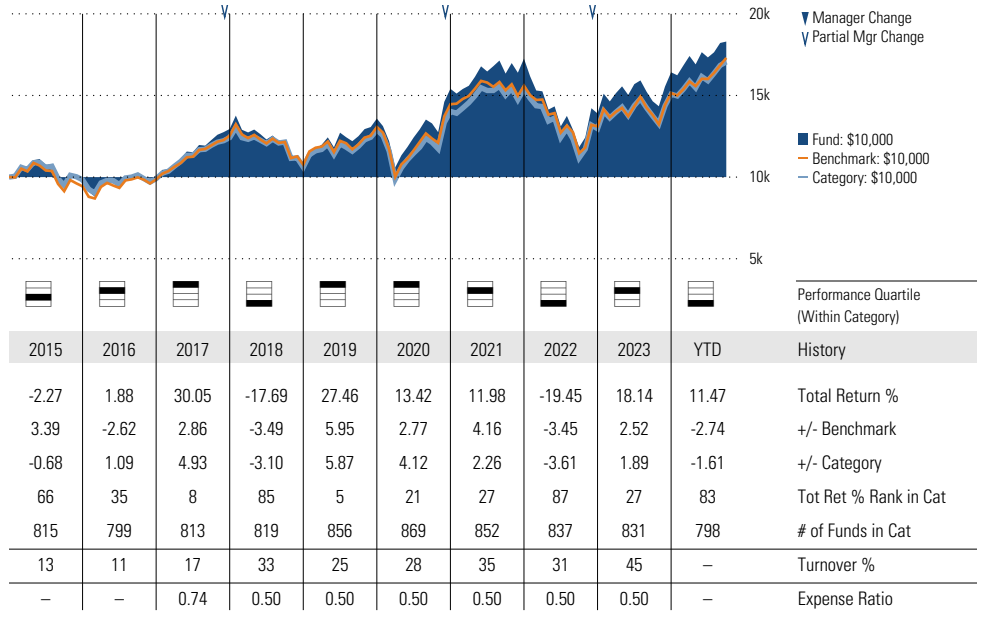 20k
▼ Manager Change
V Partial Mgr Change
15k
Fund: $10,000
Benchmark: $10,000
Category: $10,000
10k
5k
Performance Quartile
(Within Category)
2015 2016 2017 2018 2019 2020 2021 2022 2023 YTD History
-2.27 1.88 30.05 -17.69 27.46 13.42 11.98 -19.45 18.14 11.47 Total Return %
3.39 -2.62 2.86 -3.49 5.95 2.77 4.16 -3.45 2.52 -2.74 +/- Benchmark
-0.68 1.09 4.93 -3.10 5.87 4.12 2.26 -3.61 1.89 -1.61 +/- Category
66 35 8 85 5 21 27 87 27 83 Tot Ret % Rank in Cat
815 799 813 819 856 869 852 837 831 798 # of Funds in Cat
13 11 17 33 25 28 35 31 45 – Turnover %
– – 0.74 0.50 0.50 0.50 0.50 0.50 0.50 – Expense Ratio